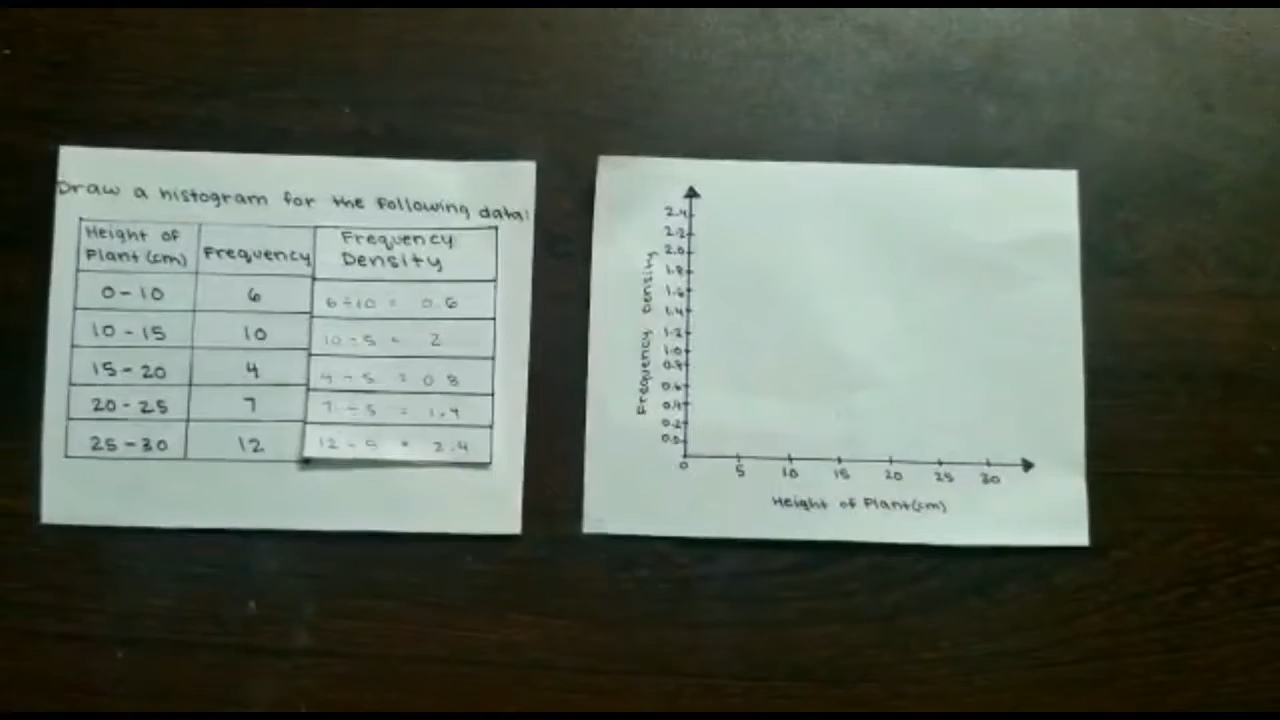 Draw a histogram for the following data:
Height of Plant (cm) Frequency Frequency Density
0-10 6 6÷10 = 0.6
10-15 10 10÷5 = 2
15-20 4 4÷5 = 0.8
20-25 7 7÷5 = 1.4
25-30 12 12÷5 = 2.4
Frequency Density
2.4
2.2
2.0
1.8
1.6
1.4
1.2
1.0
0.8
0.6
0.4
0.2
0.0
0 5 10 15 20 25 30
Height of Plant (cm)